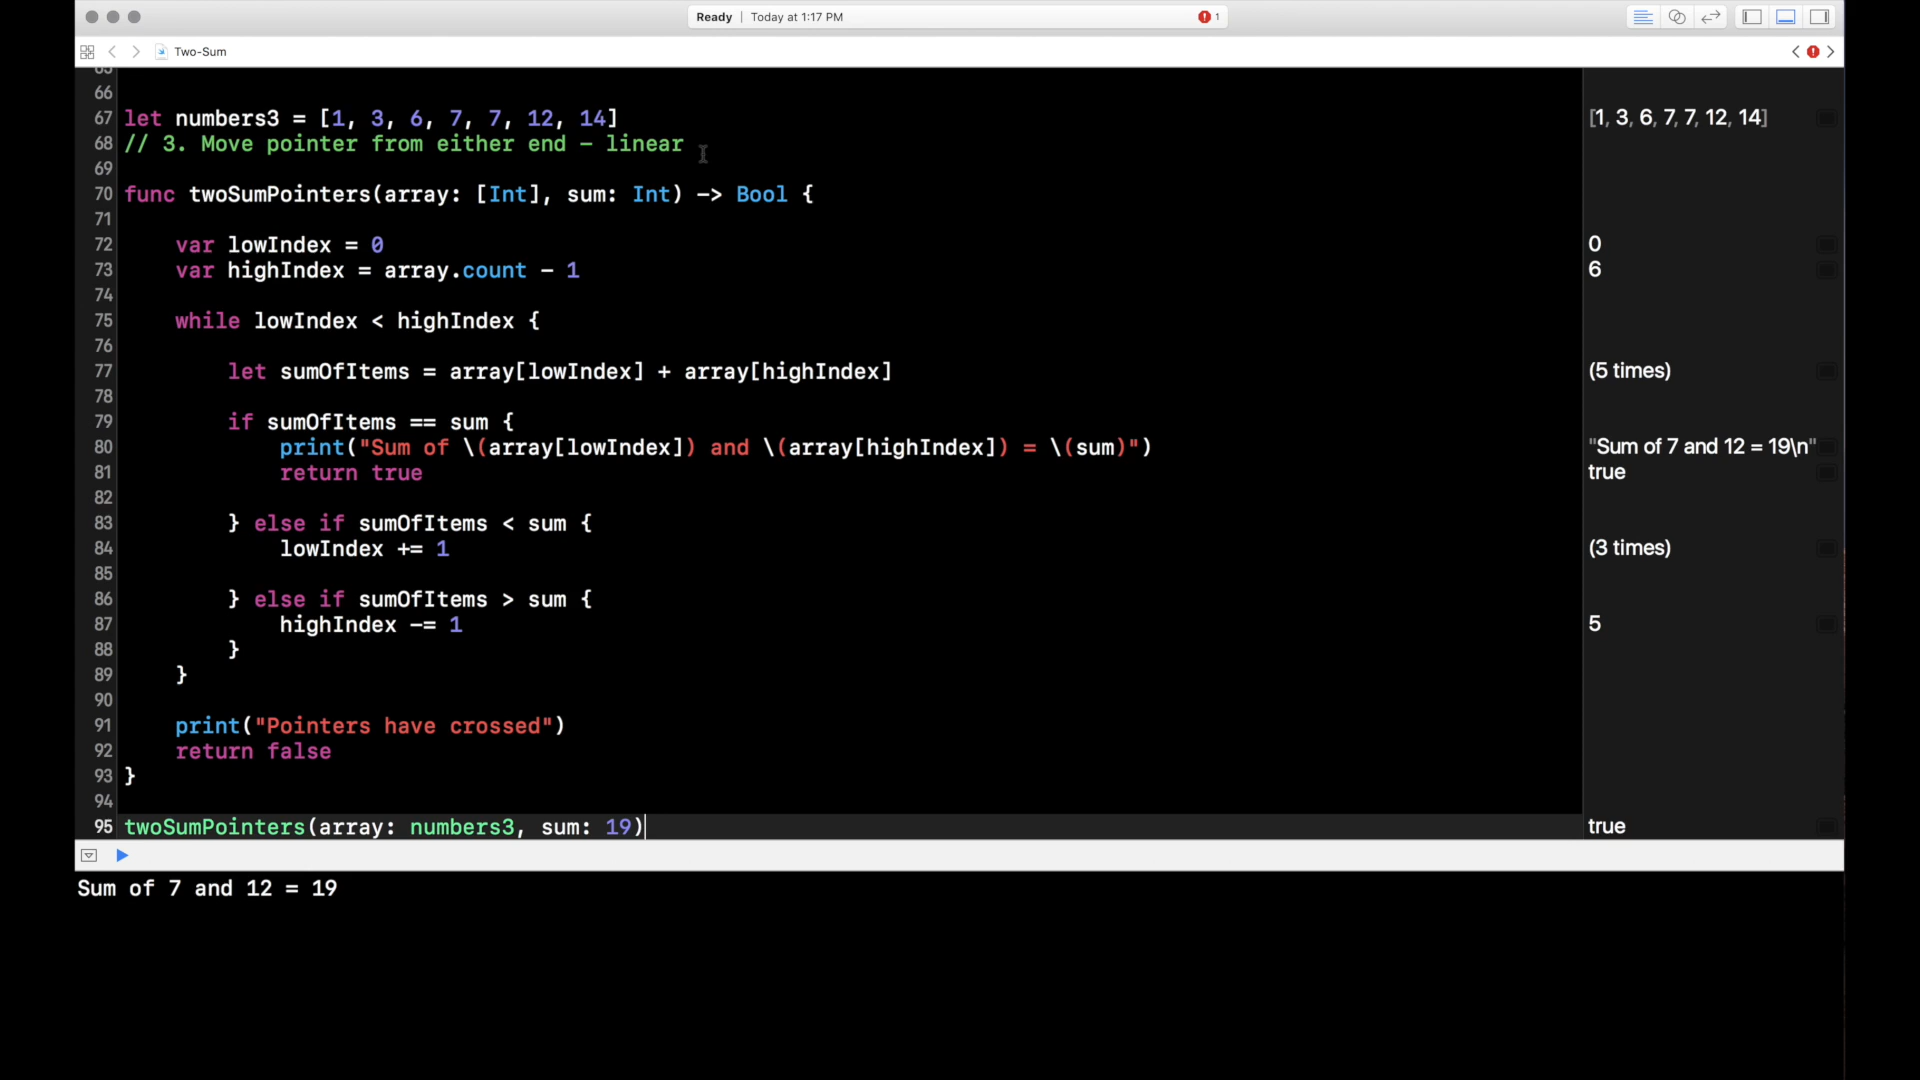 Ready | Today at 1:17 PM 1
Two-Sum
65
66
67 let numbers3 = [1, 3, 6, 7, 7, 12, 14] [1, 3, 6, 7, 7, 12, 14]
68 // 3. Move pointer from either end - linear
69
70 func twoSumPointers(array: [Int], sum: Int) -> Bool {
71
72 var lowIndex = 0 0
73 var highIndex = array.count - 1 6
74
75 while lowIndex < highIndex {
76
77 let sumOfItems = array[lowIndex] + array[highIndex] (5 times)
78
79 if sumOfItems == sum {
80 print("Sum of \(array[lowIndex]) and \(array[highIndex]) = \(sum)") "Sum of 7 and 12 = 19\n"
81 return true true
82
83 } else if sumOfItems < sum {
84 lowIndex += 1 (3 times)
85
86 } else if sumOfItems > sum {
87 highIndex -= 1 5
88 }
89 }
90
91 print("Pointers have crossed")
92 return false
93 }
94
95 twoSumPointers(array: numbers3, sum: 19) true
Sum of 7 and 12 = 19